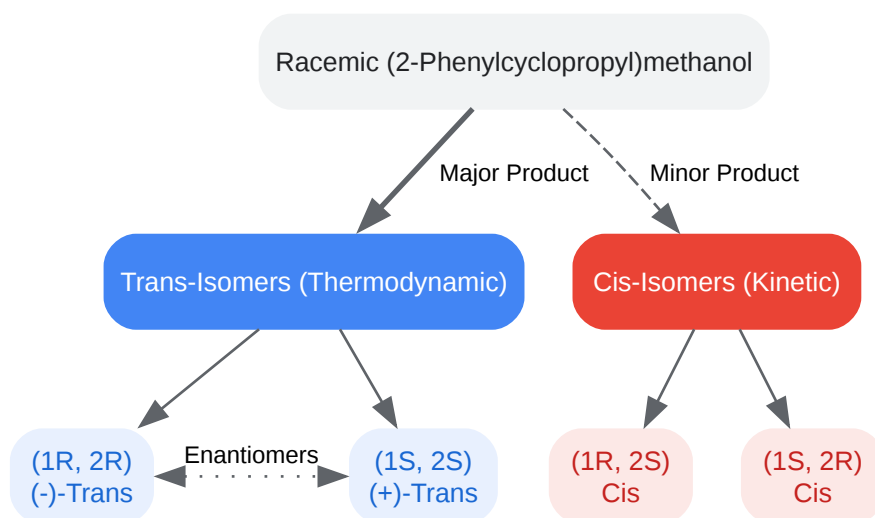 Racemic (2-Phenylcyclopropyl)methanol
Major Product
Minor Product
Trans-Isomers (Thermodynamic)
Cis-Isomers (Kinetic)
(1R, 2R)
(-)-Trans
Enantiomers
(1S, 2S)
(+)-Trans
(1R, 2S)
Cis
(1S, 2R)
Cis